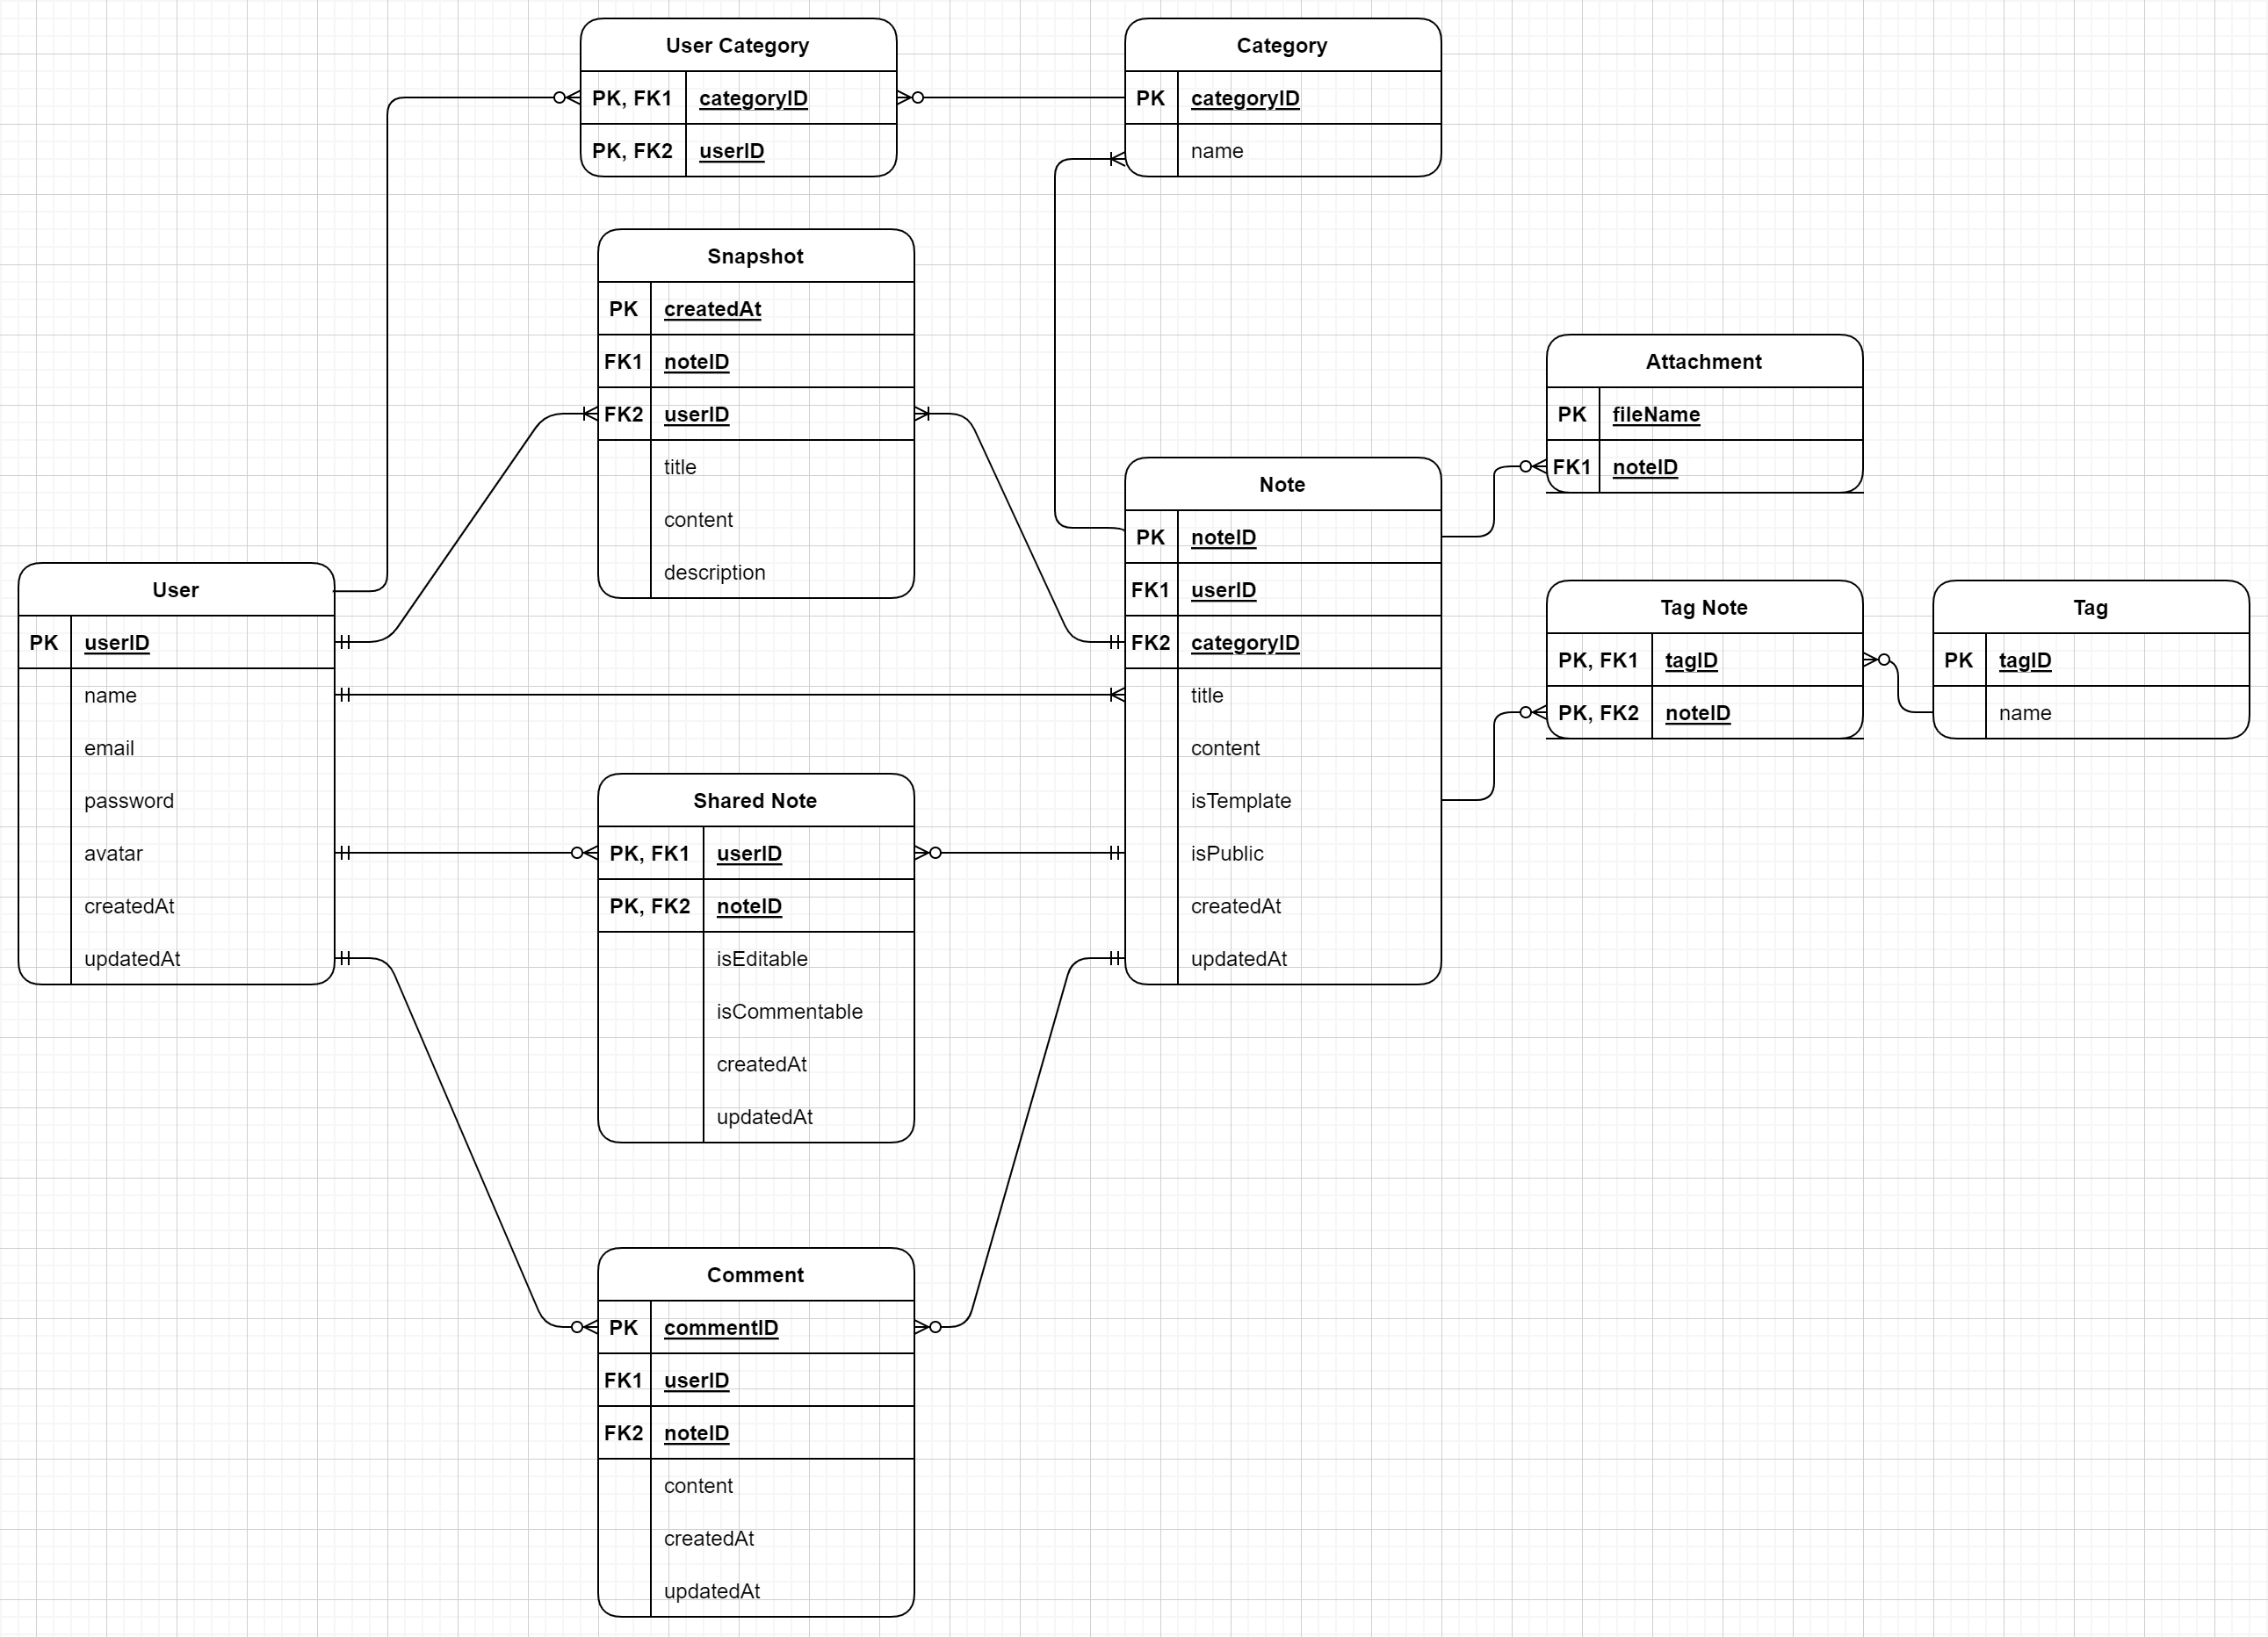 User Category
PK, FK1 categoryID
PK, FK2 userID
Category
PK categoryID
name
Snapshot
PK createdAt
FK1 noteID
FK2 userID
title
content
description
Attachment
PK fileName
FK1 noteID
Note
PK noteID
FK1 userID
FK2 categoryID
title
content
isTemplate
isPublic
createdAt
updatedAt
User
PK userID
name
email
password
avatar
createdAt
updatedAt
Tag Note
PK, FK1 tagID
PK, FK2 noteID
Tag
PK tagID
name
Shared Note
PK, FK1 userID
PK, FK2 noteID
isEditable
isCommentable
createdAt
updatedAt
Comment
PK commentID
FK1 userID
FK2 noteID
content
createdAt
updatedAt